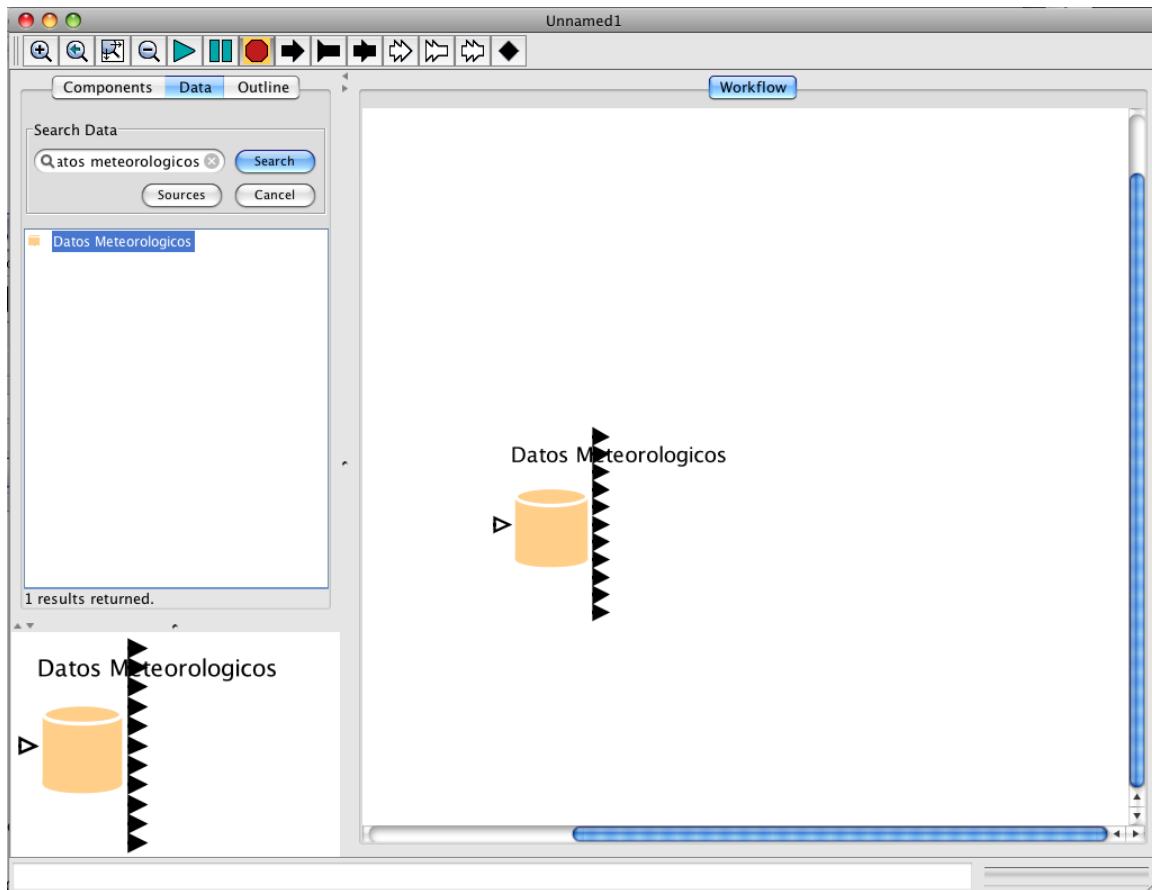 Unnamed1
Components Data Outline
Workflow
Search Data
atos meteorologicos Search
Sources Cancel
Datos Meteorologicos
1 results returned.
Datos Meteorologicos
Datos Meteorologicos